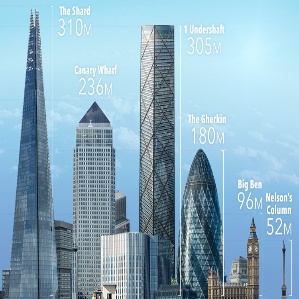 The Shard
310M
1 Undershaft
305M
Canary Wharf
236M
The Gherkin
180M
Big Ben
96M
Nelson's
Column
52M